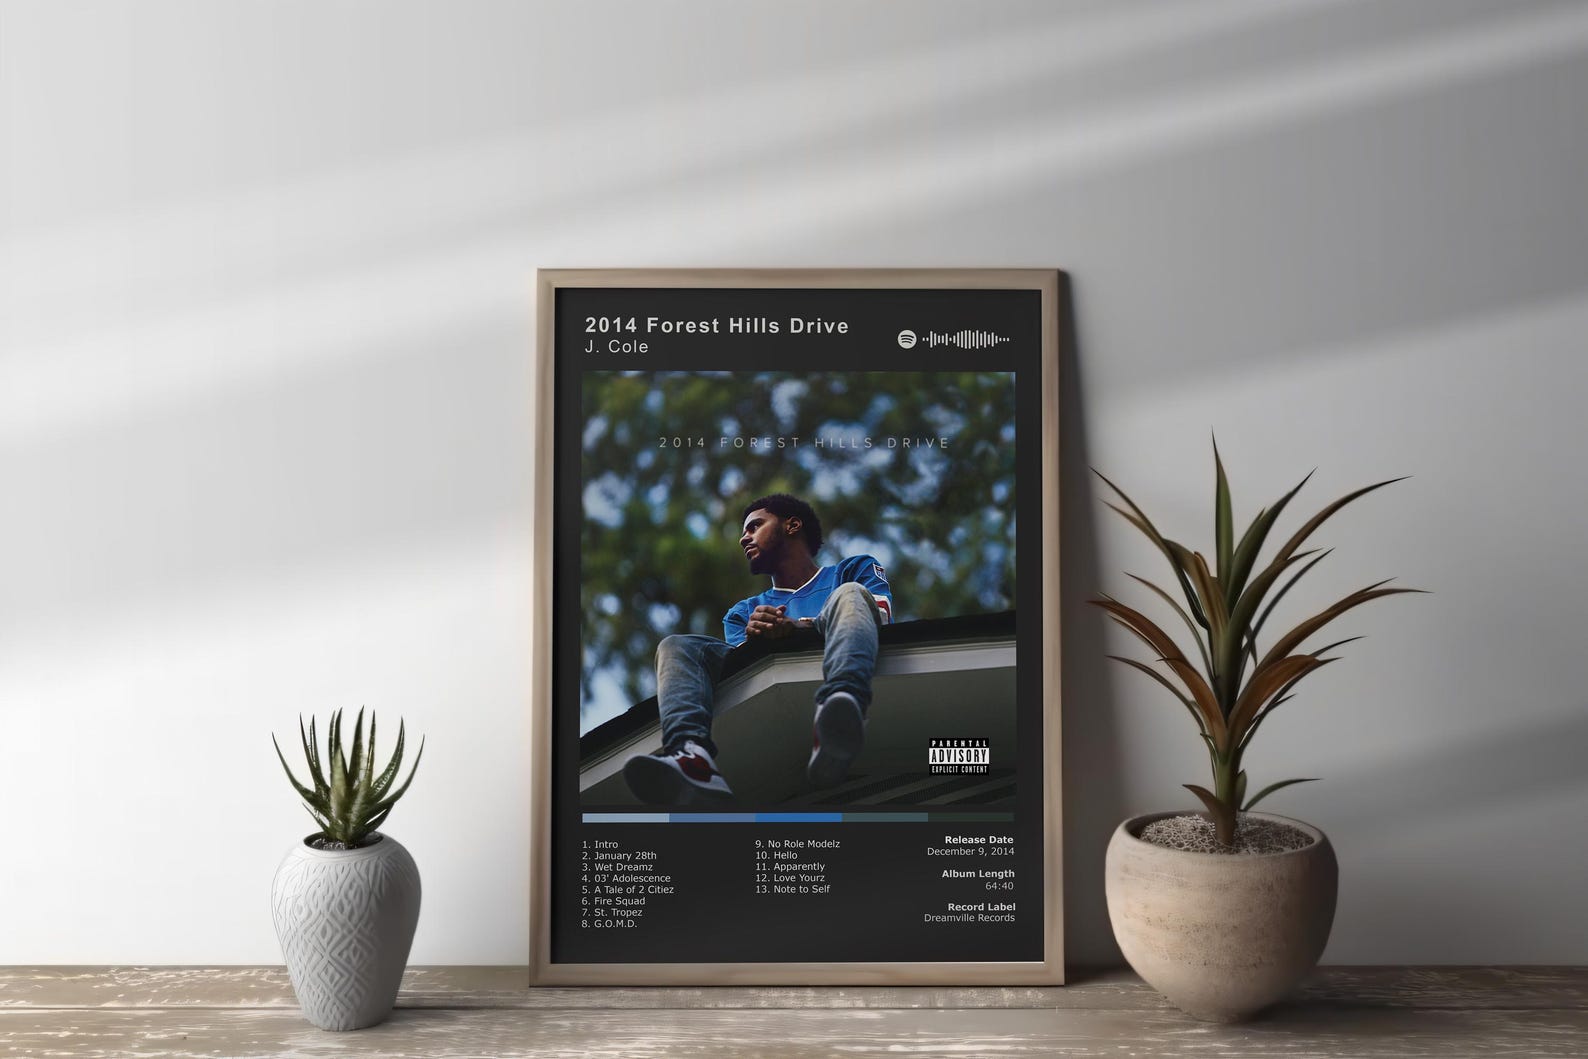 2014 Forest Hills Drive
J. Cole
2014 FOREST HILLS DRIVE
PARENTAL
ADVISORY
EXPLICIT CONTENT
1. Intro
2. January 28th
3. Wet Dreamz
4. 03' Adolescence
5. A Tale of 2 Citiez
6. Fire Squad
7. St. Tropez
8. G.O.M.D.
9. No Role Modelz
10. Hello
11. Apparently
12. Love Yourz
13. Note to Self
Release Date
December 9, 2014
Album Length
64:40
Record Label
Dreamville Records